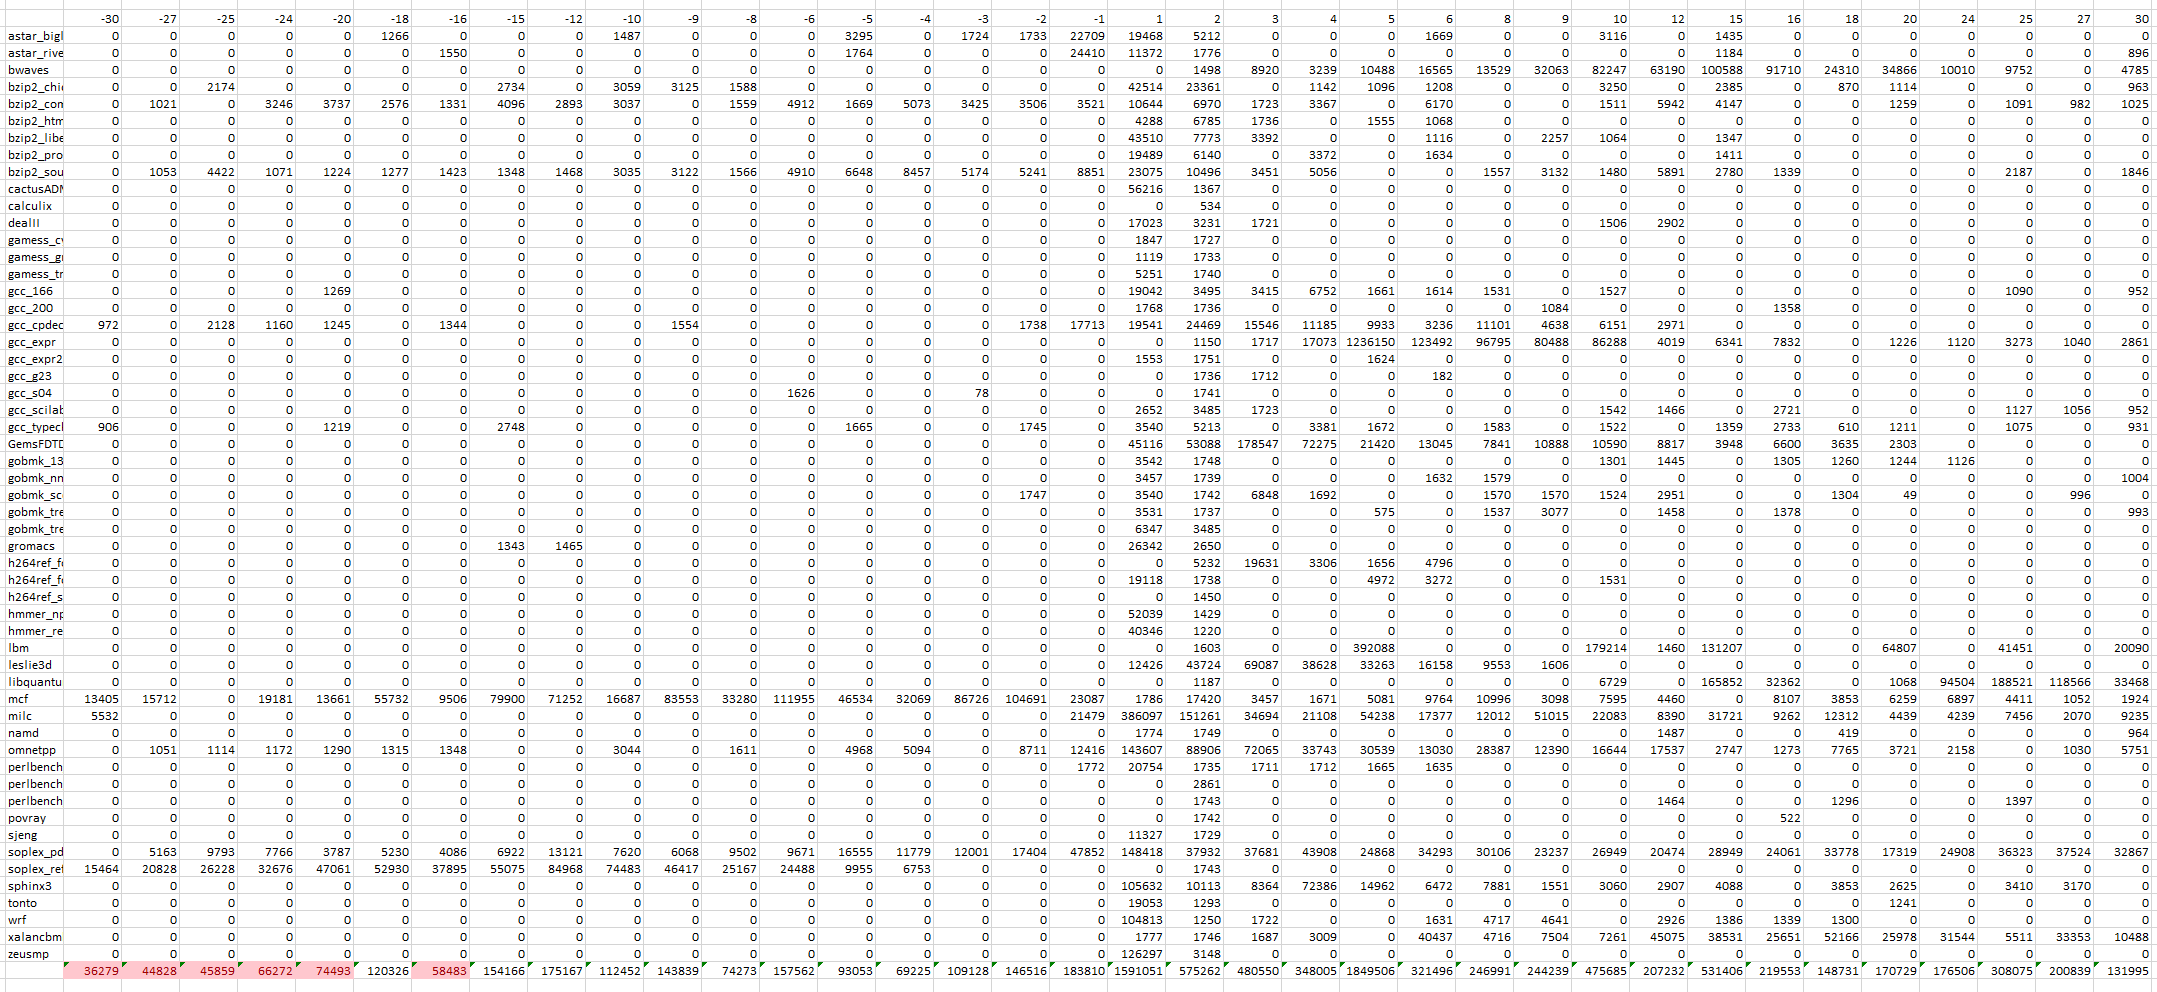 -30 -27 -25 -24 -20 -18 -16 -15 -12 -10 -9 -8 -6 -5 -4 -3 -2 -1 1 2 3 4 5 6 8 9 10 12 15 16 18 20 24 25 27 30
astar_bigl 0 0 0 0 0 1266 0 0 0 1487 0 0 0 3295 0 1724 1733 22709 19468 5212 0 0 0 1669 0 0 3116 0 1435 0 0 0 0 0 0 0
astar_rive 0 0 0 0 0 0 1550 0 0 0 0 0 0 1764 0 0 0 24410 11372 1776 0 0 0 0 0 0 0 0 1184 0 0 0 0 0 0 896
bwaves 0 0 0 0 0 0 0 0 0 0 0 0 0 0 0 0 0 0 0 1498 8920 3239 10488 16565 13529 32063 82247 63190 100588 91710 24310 34866 10010 9752 0 4785
bzip2_chi 0 0 2174 0 0 0 0 2734 0 3059 3125 1588 0 0 0 0 0 0 42514 23361 0 1142 1096 1208 0 0 3250 0 2385 0 870 1114 0 0 0 963
bzip2_con 0 1021 0 3246 3737 2576 1331 4096 2893 3037 0 1559 4912 1669 5073 3425 3506 3521 10644 6970 1723 3367 0 6170 0 0 1511 5942 4147 0 0 1259 0 1091 982 1025
bzip2_htm 0 0 0 0 0 0 0 0 0 0 0 0 0 0 0 0 0 0 4288 6785 1736 0 1555 1068 0 0 0 0 0 0 0 0 0 0 0 0
bzip2_libe 0 0 0 0 0 0 0 0 0 0 0 0 0 0 0 0 0 0 43510 7773 3392 0 0 1116 0 2257 1064 0 1347 0 0 0 0 0 0 0
bzip2_pro 0 0 0 0 0 0 0 0 0 0 0 0 0 0 0 0 0 0 19489 6140 0 3372 0 1634 0 0 0 0 1411 0 0 0 0 0 0 0
bzip2_sou 0 1053 4422 1071 1224 1277 1423 1348 1468 3035 3122 1566 4910 6648 8457 5174 5241 8851 23075 10496 3451 5056 0 0 1557 3132 1480 5891 2780 1339 0 0 0 2187 0 1846
cactusADM 0 0 0 0 0 0 0 0 0 0 0 0 0 0 0 0 0 0 56216 1367 0 0 0 0 0 0 0 0 0 0 0 0 0 0 0 0
calculix 0 0 0 0 0 0 0 0 0 0 0 0 0 0 0 0 0 0 0 534 0 0 0 0 0 0 0 0 0 0 0 0 0 0 0 0
dealII 0 0 0 0 0 0 0 0 0 0 0 0 0 0 0 0 0 0 17023 3231 1721 0 0 0 0 0 1506 2902 0 0 0 0 0 0 0 0
gamess_cy 0 0 0 0 0 0 0 0 0 0 0 0 0 0 0 0 0 0 1847 1727 0 0 0 0 0 0 0 0 0 0 0 0 0 0 0 0
gamess_gr 0 0 0 0 0 0 0 0 0 0 0 0 0 0 0 0 0 0 1119 1733 0 0 0 0 0 0 0 0 0 0 0 0 0 0 0 0
gamess_tr 0 0 0 0 0 0 0 0 0 0 0 0 0 0 0 0 0 0 5251 1740 0 0 0 0 0 0 0 0 0 0 0 0 0 0 0 0
gcc_166 0 0 0 0 1269 0 0 0 0 0 0 0 0 0 0 0 0 0 19042 3495 3415 6752 1661 1614 1531 0 1527 0 0 0 0 0 0 1090 0 952
gcc_200 0 0 0 0 0 0 0 0 0 0 0 0 0 0 0 0 0 0 1768 1736 0 0 0 0 0 1084 0 0 0 1358 0 0 0 0 0 0
gcc_cpdec 972 0 2128 1160 1245 0 1344 0 0 0 1554 0 0 0 0 0 1738 17713 19541 24469 15546 11185 9933 3236 11101 4638 6151 2971 0 0 0 0 0 0 0 0
gcc_expr 0 0 0 0 0 0 0 0 0 0 0 0 0 0 0 0 0 0 0 1150 1717 17073 1236150 123492 96795 80488 86288 4019 6341 7832 0 1226 1120 3273 1040 2861
gcc_expr2 0 0 0 0 0 0 0 0 0 0 0 0 0 0 0 0 0 0 1553 1751 0 0 1624 0 0 0 0 0 0 0 0 0 0 0 0 0
gcc_g23 0 0 0 0 0 0 0 0 0 0 0 0 0 0 0 0 0 0 0 1736 1712 0 0 182 0 0 0 0 0 0 0 0 0 0 0 0
gcc_s04 0 0 0 0 0 0 0 0 0 0 0 0 1626 0 0 78 0 0 0 1741 0 0 0 0 0 0 0 0 0 0 0 0 0 0 0 0
gcc_scilab 0 0 0 0 0 0 0 0 0 0 0 0 0 0 0 0 0 0 2652 3485 1723 0 0 0 0 0 1542 1466 0 2721 0 0 0 1127 1056 952
gcc_typecl 906 0 0 0 1219 0 0 2748 0 0 0 0 0 1665 0 0 1745 0 3540 5213 0 3381 1672 0 1583 0 1522 0 1359 2733 610 1211 0 1075 0 931
GemsFDTD 0 0 0 0 0 0 0 0 0 0 0 0 0 0 0 0 0 0 45116 53088 178547 72275 21420 13045 7841 10888 10590 8817 3948 6600 3635 2303 0 0 0 0
gobmk_13 0 0 0 0 0 0 0 0 0 0 0 0 0 0 0 0 0 0 3542 1748 0 0 0 0 0 0 1301 1445 0 1305 1260 1244 1126 0 0 0
gobmk_nn 0 0 0 0 0 0 0 0 0 0 0 0 0 0 0 0 0 0 3457 1739 0 0 0 1632 1579 0 0 0 0 0 0 0 0 0 0 1004
gobmk_sc 0 0 0 0 0 0 0 0 0 0 0 0 0 0 0 0 1747 0 3540 1742 6848 1692 0 0 1570 1570 1524 2951 0 0 1304 49 0 0 996 0
gobmk_tre 0 0 0 0 0 0 0 0 0 0 0 0 0 0 0 0 0 0 3531 1737 0 0 575 0 1537 3077 0 1458 0 1378 0 0 0 0 0 993
gobmk_tre 0 0 0 0 0 0 0 0 0 0 0 0 0 0 0 0 0 0 6347 3485 0 0 0 0 0 0 0 0 0 0 0 0 0 0 0 0
gromacs 0 0 0 0 0 0 0 1343 1465 0 0 0 0 0 0 0 0 0 26342 2650 0 0 0 0 0 0 0 0 0 0 0 0 0 0 0 0
h264ref_fo 0 0 0 0 0 0 0 0 0 0 0 0 0 0 0 0 0 0 0 5232 19631 3306 1656 4796 0 0 0 0 0 0 0 0 0 0 0 0
h264ref_fo 0 0 0 0 0 0 0 0 0 0 0 0 0 0 0 0 0 0 19118 1738 0 0 4972 3272 0 0 1531 0 0 0 0 0 0 0 0 0
h264ref_s 0 0 0 0 0 0 0 0 0 0 0 0 0 0 0 0 0 0 0 1450 0 0 0 0 0 0 0 0 0 0 0 0 0 0 0 0
hmmer_np 0 0 0 0 0 0 0 0 0 0 0 0 0 0 0 0 0 0 52039 1429 0 0 0 0 0 0 0 0 0 0 0 0 0 0 0 0
hmmer_re 0 0 0 0 0 0 0 0 0 0 0 0 0 0 0 0 0 0 40346 1220 0 0 0 0 0 0 0 0 0 0 0 0 0 0 0 0
lbm 0 0 0 0 0 0 0 0 0 0 0 0 0 0 0 0 0 0 0 1603 0 0 392088 0 0 0 179214 1460 131207 0 0 64807 0 41451 0 20090
leslie3d 0 0 0 0 0 0 0 0 0 0 0 0 0 0 0 0 0 0 12426 43724 69087 38628 33263 16158 9553 1606 0 0 0 0 0 0 0 0 0 0
libquantu 0 0 0 0 0 0 0 0 0 0 0 0 0 0 0 0 0 0 0 1187 0 0 0 0 0 0 6729 0 165852 32362 0 1068 94504 188521 118566 33468
mcf 13405 15712 0 19181 13661 55732 9506 79900 71252 16687 83553 33280 111955 46534 32069 86726 104691 23087 1786 17420 3457 1671 5081 9764 10996 3098 7595 4460 0 8107 3853 6259 6897 4411 1052 1924
milc 5532 0 0 0 0 0 0 0 0 0 0 0 0 0 0 0 0 21479 386097 151261 34694 21108 54238 17377 12012 51015 22083 8390 31721 9262 12312 4439 4239 7456 2070 9235
namd 0 0 0 0 0 0 0 0 0 0 0 0 0 0 0 0 0 0 1774 1749 0 0 0 0 0 0 0 1487 0 0 419 0 0 0 0 964
omnetpp 0 1051 1114 1172 1290 1315 1348 0 0 3044 0 1611 0 4968 5094 0 8711 12416 143607 88906 72065 33743 30539 13030 28387 12390 16644 17537 2747 1273 7765 3721 2158 0 1030 5751
perlbench 0 0 0 0 0 0 0 0 0 0 0 0 0 0 0 0 0 1772 20754 1735 1711 1712 1665 1635 0 0 0 0 0 0 0 0 0 0 0 0
perlbench 0 0 0 0 0 0 0 0 0 0 0 0 0 0 0 0 0 0 0 2861 0 0 0 0 0 0 0 0 0 0 0 0 0 0 0 0
perlbench 0 0 0 0 0 0 0 0 0 0 0 0 0 0 0 0 0 0 0 1743 0 0 0 0 0 0 0 1464 0 0 1296 0 0 1397 0 0
povray 0 0 0 0 0 0 0 0 0 0 0 0 0 0 0 0 0 0 0 1742 0 0 0 0 0 0 0 0 0 522 0 0 0 0 0 0
sjeng 0 0 0 0 0 0 0 0 0 0 0 0 0 0 0 0 0 0 11327 1729 0 0 0 0 0 0 0 0 0 0 0 0 0 0 0 0
soplex_pd 0 5163 9793 7766 3787 5230 4086 6922 13121 7620 6068 9502 9671 16555 11779 12001 17404 47852 148418 37932 37681 43908 24868 34293 30106 23237 26949 20474 28949 24061 33778 17319 24908 36323 37524 32867
soplex_ref 15464 20828 26228 32676 47061 52930 37895 55075 84968 74483 46417 25167 24488 9955 6753 0 0 0 0 1743 0 0 0 0 0 0 0 0 0 0 0 0 0 0 0 0
sphinx3 0 0 0 0 0 0 0 0 0 0 0 0 0 0 0 0 0 0 105632 10113 8364 72386 14962 6472 7881 1551 3060 2907 4088 0 3853 2625 0 3410 3170 0
tonto 0 0 0 0 0 0 0 0 0 0 0 0 0 0 0 0 0 0 19053 1293 0 0 0 0 0 0 0 0 0 0 0 1241 0 0 0 0
wrf 0 0 0 0 0 0 0 0 0 0 0 0 0 0 0 0 0 0 104813 1250 1722 0 0 1631 4717 4641 0 2926 1386 1339 1300 0 0 0 0 0
xalancbm 0 0 0 0 0 0 0 0 0 0 0 0 0 0 0 0 0 0 1777 1746 1687 3009 0 40437 4716 7504 7261 45075 38531 25651 52166 25978 31544 5511 33353 10488
zeusmp 0 0 0 0 0 0 0 0 0 0 0 0 0 0 0 0 0 0 126297 3148 0 0 0 0 0 0 0 0 0 0 0 0 0 0 0 0
36279 44828 45859 66272 74493 120326 58483 154166 175167 112452 143839 74273 157562 93053 69225 109128 146516 183810 1591051 575262 480550 348005 1849506 321496 246991 244239 475685 207232 531406 219553 148731 170729 176506 308075 200839 131995